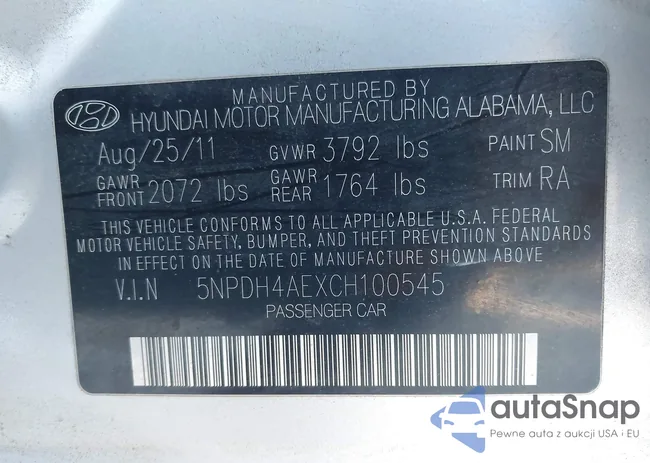 MANUFACTURED BY
HYUNDAI MOTOR MANUFACTURING ALABAMA, LLC
Aug/25/11 GVWR 3792 lbs PAINT SM
GAWR FRONT 2072 lbs GAWR REAR 1764 lbs TRIM RA
THIS VEHICLE CONFORMS TO ALL APPLICABLE U.S.A. FEDERAL
MOTOR VEHICLE SAFETY, BUMPER, AND THEFT PREVENTION STANDARDS
IN EFFECT ON THE DATE OF MANUFACTURE SHOWN ABOVE.
V.I.N 5NPDH4AEXCH100545
PASSENGER CAR
autaSnap
Pewne auta z aukcji USA i EU